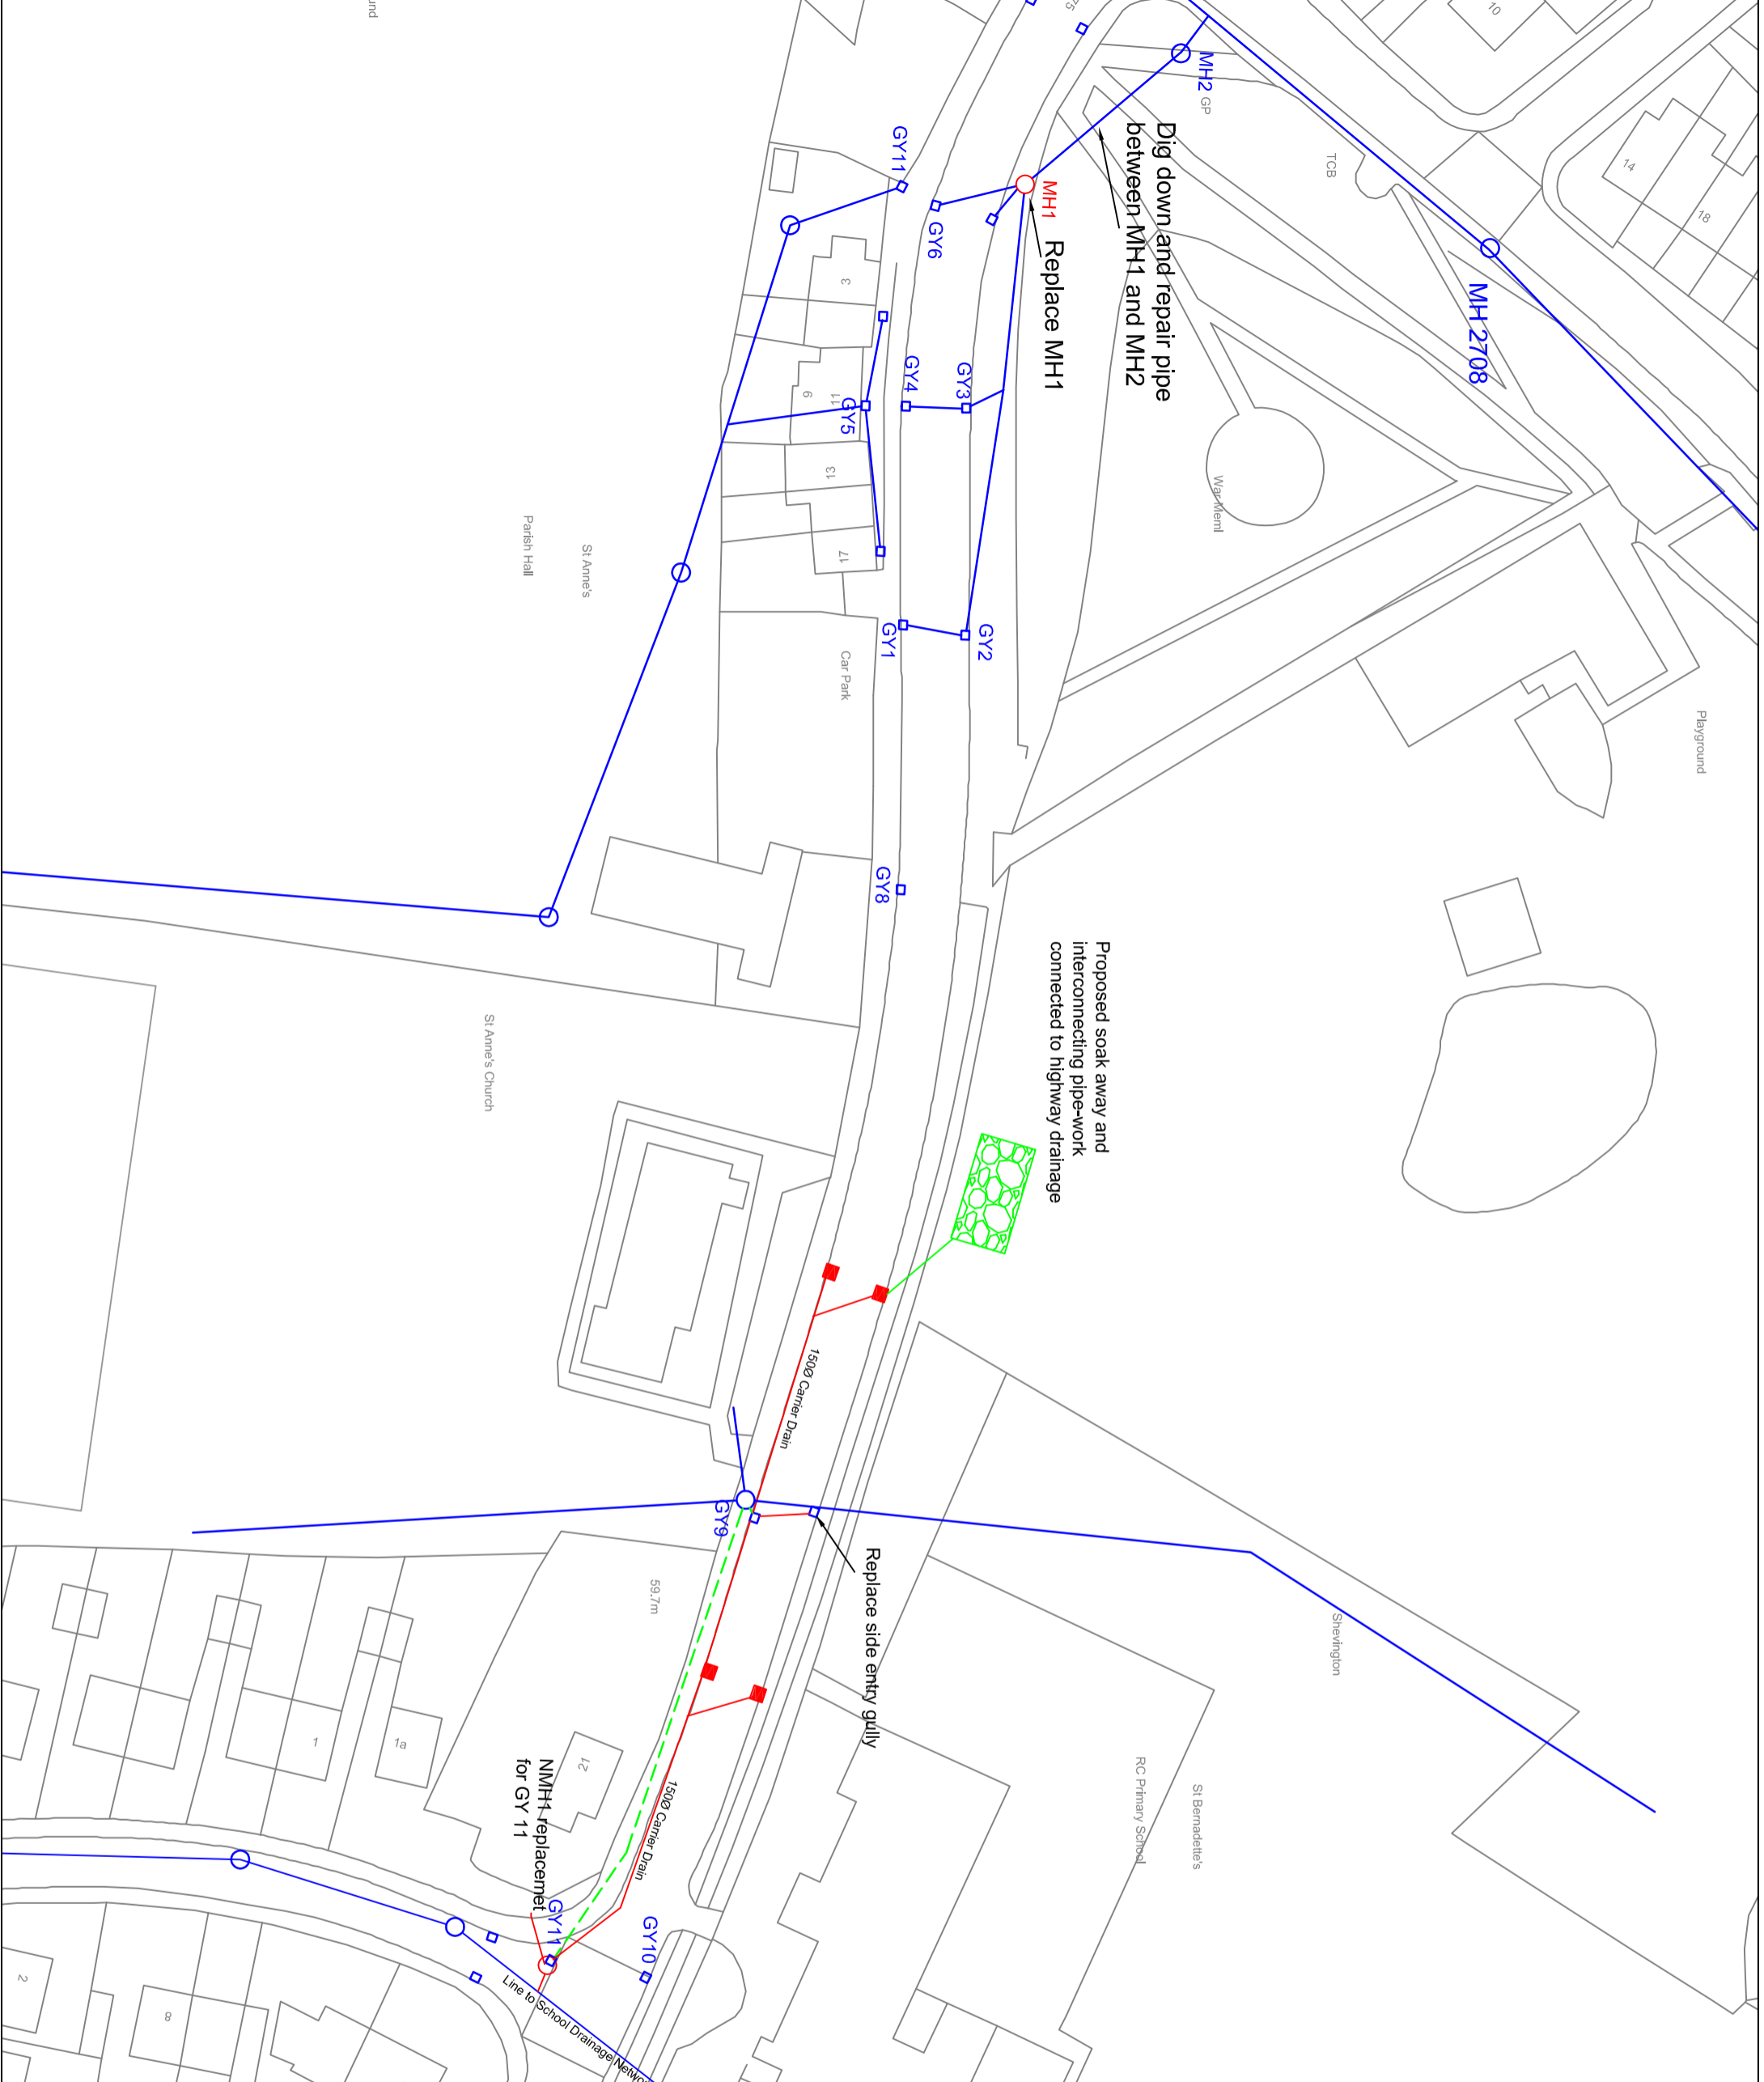 10
MH2
GP
TCB
14
18
GY11
MH1
GY6
Dig down and repair pipe
between MH1 and MH2
Replace MH1
MH 2708
3
GY4
GY3
9
11
GY5
13
17
War Meml
Parish Hall
St Anne's
GY1
GY2
Car Park
Playground
GY8
Proposed soak away and
interconnecting pipe-work
connected to highway drainage
St Anne's Church
150Ø Carrier Drain
GY9
Replace side entry gully
59.7m
Shevington
1
1a
21
NMH1 replacemet
for GY 11
150Ø Carrier Drain
RC Primary School
St Bernadette's
GY11
GY10
Line to School Drainage Network
2
8